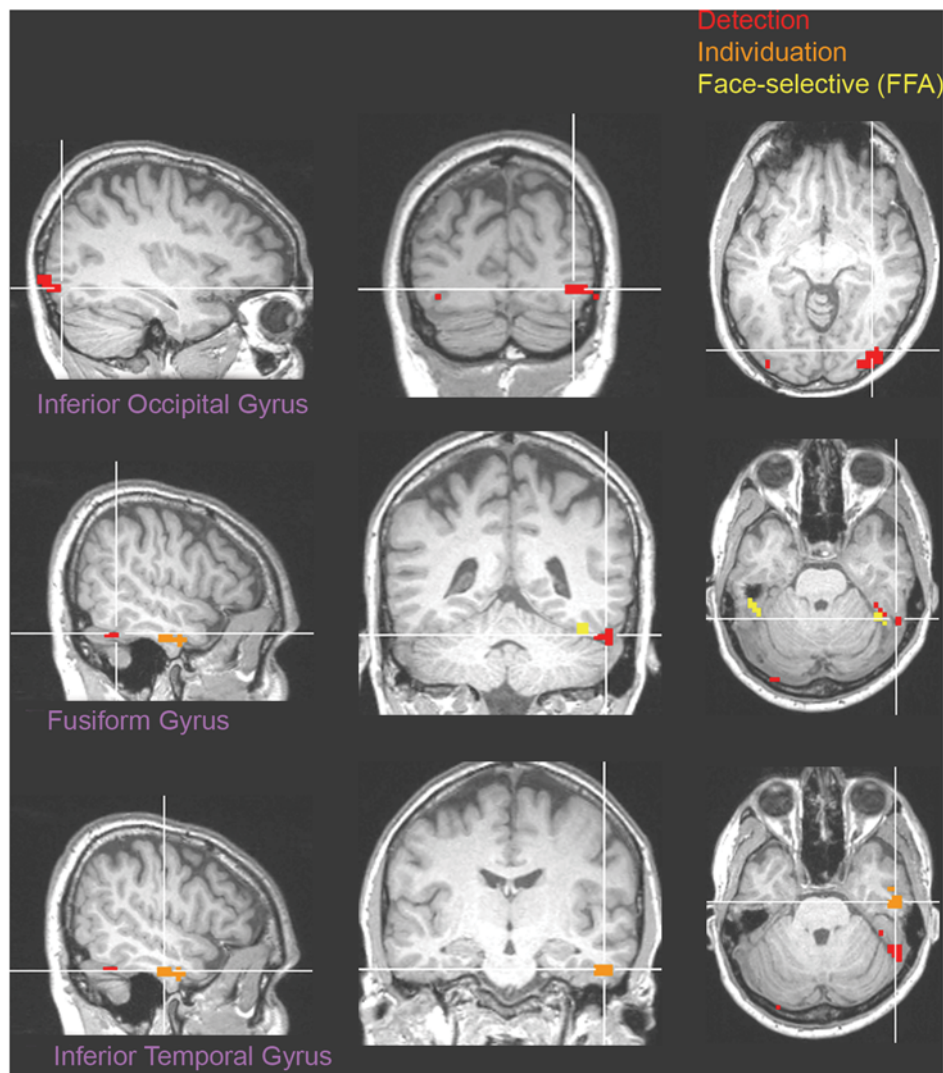 Detection
Individuation
Face-selective (FFA)
Inferior Occipital Gyrus
Fusiform Gyrus
Inferior Temporal Gyrus